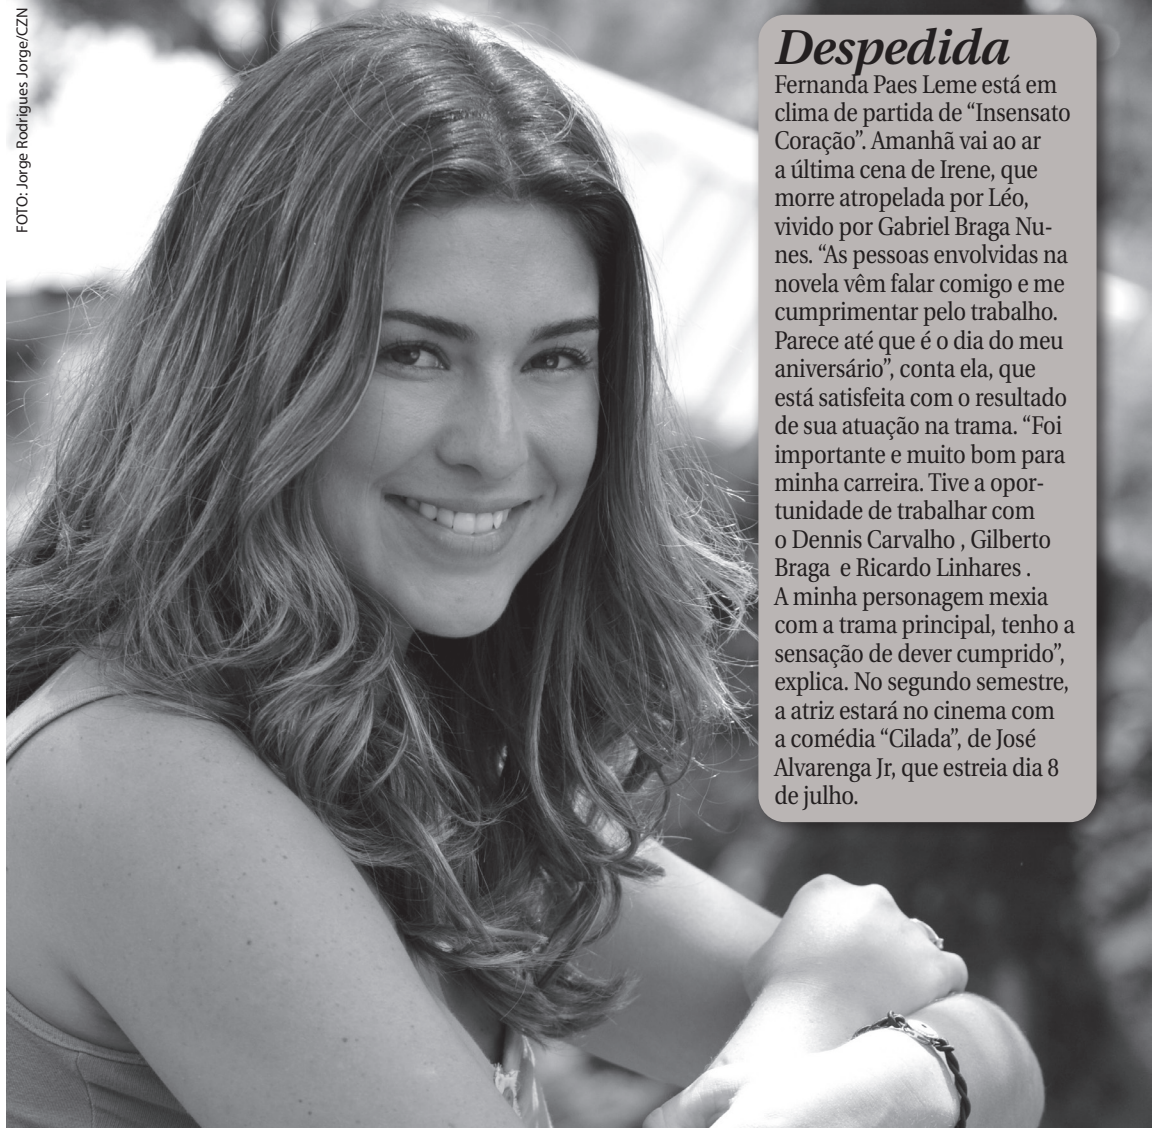 FOTO: Jorge Rodrigues Jorge/CZN
Despedida
Fernanda Paes Leme está em
clima de partida de “Insensato
Coração”. Amanhã vai ao ar
a última cena de Irene, que
morre atropelada por Léo,
vivido por Gabriel Braga Nu-
nes. “As pessoas envolvidas na
novela vêm falar comigo e me
cumprimentar pelo trabalho.
Parece até que é o dia do meu
aniversário”, conta ela, que
está satisfeita com o resultado
de sua atuação na trama. “Foi
importante e muito bom para
minha carreira. Tive a opor-
tunidade de trabalhar com
o Dennis Carvalho , Gilberto
Braga  e Ricardo Linhares .
A minha personagem mexia
com a trama principal, tenho a
sensação de dever cumprido”,
explica. No segundo semestre,
a atriz estará no cinema com
a comédia “Cilada”, de José
Alvarenga Jr, que estreia dia 8
de julho.